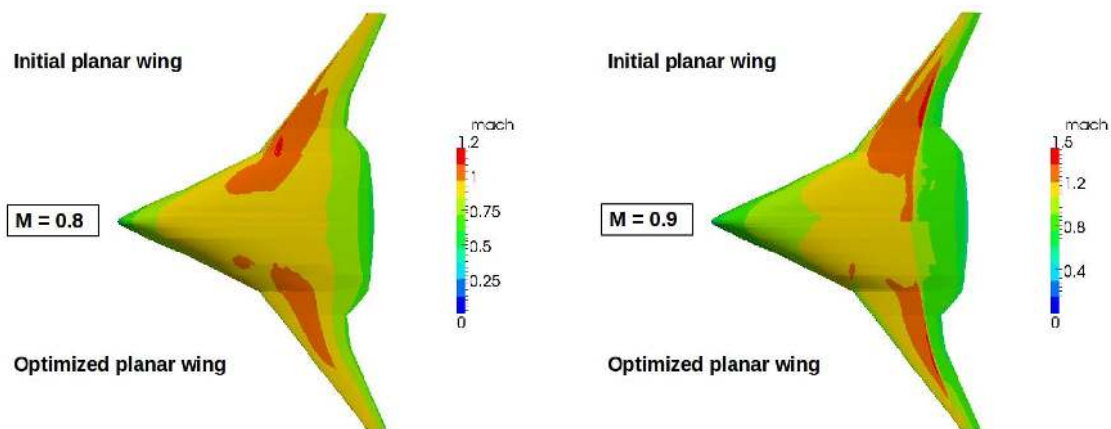 Initial planar wing
mach
1.2
1
0.75
0.5
0.25
0
M = 0.8
Optimized planar wing
Initial planar wing
mach
1.5
1.2
0.8
0.4
0
M = 0.9
Optimized planar wing